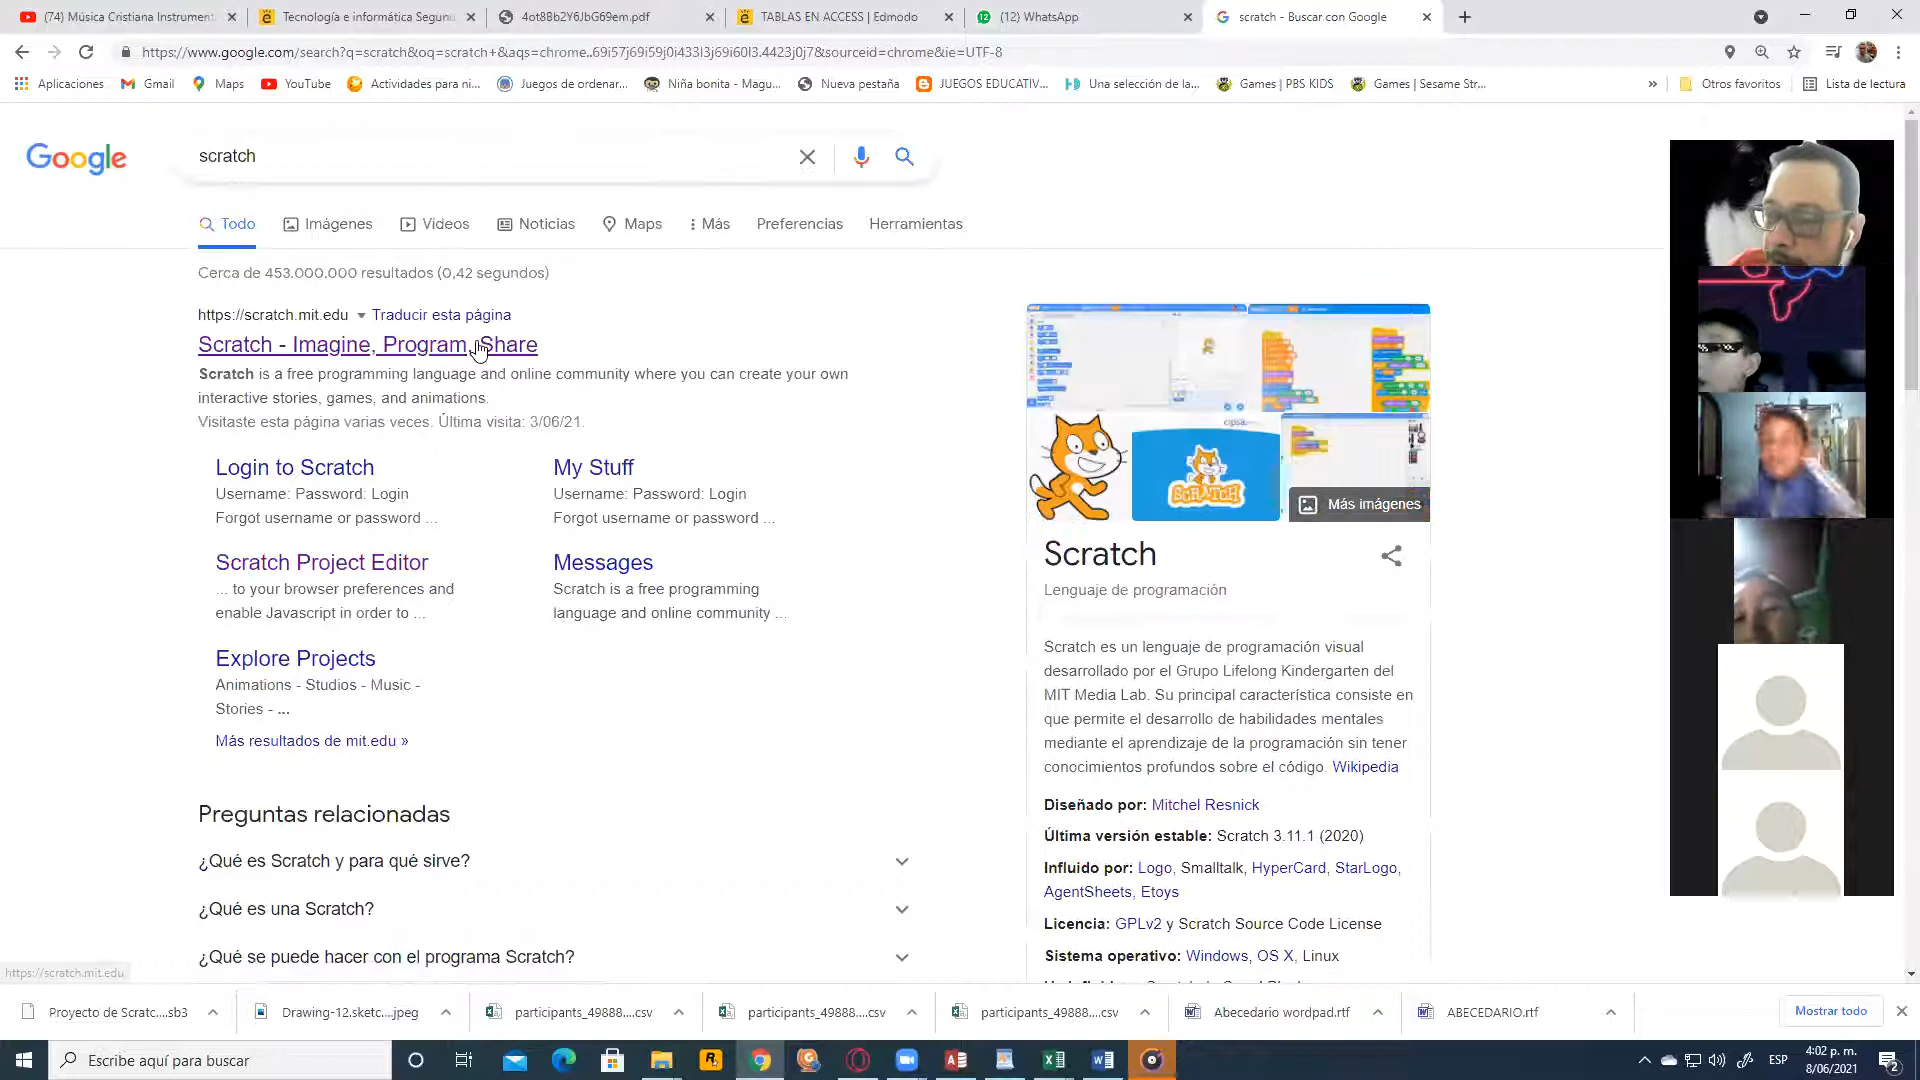 (74) Música Cristiana Instrument
Tecnología e informática Segun
4ot8Bb2Y6JbG69em.pdf
TABLAS EN ACCESS | Edmodo
(12) WhatsApp
scratch - Buscar con Google
https://www.google.com/search?q=scratch&oq=scratch+&aqs=chrome..69i57j69i59j0i433l3j69i60l3.4423j0j7&sourceid=chrome&ie=UTF-8
Aplicaciones
Gmail
Maps
YouTube
Actividades para ni...
Juegos de ordenar...
Niña bonita - Magu...
Nueva pestaña
JUEGOS EDUCATIV...
Una selección de la...
Games | PBS KIDS
Games | Sesame Str...
»
Otros favoritos
Lista de lectura
Google
scratch
Todo
Imágenes
Vídeos
Noticias
Maps
Más
Preferencias
Herramientas
Cerca de 453.000.000 resultados (0,42 segundos)
https://scratch.mit.edu
Traducir esta página
Scratch - Imagine, Program, Share
Scratch is a free programming language and online community where you can create your own
interactive stories, games, and animations.
Visitaste esta página varias veces. Última visita: 3/06/21.
Login to Scratch
Username: Password: Login
Forgot username or password ...
My Stuff
Username: Password: Login
Forgot username or password ...
Scratch Project Editor
... to your browser preferences and
enable Javascript in order to ...
Messages
Scratch is a free programming
language and online community ...
Explore Projects
Animations - Studios - Music -
Stories - ...
Más resultados de mit.edu »
Preguntas relacionadas
¿Qué es Scratch y para qué sirve?
¿Qué es una Scratch?
¿Qué se puede hacer con el programa Scratch?
cipsa.
SCRATCH
Más imágenes
Scratch
Lenguaje de programación
Scratch es un lenguaje de programación visual
desarrollado por el Grupo Lifelong Kindergarten del
MIT Media Lab. Su principal característica consiste en
que permite el desarrollo de habilidades mentales
mediante el aprendizaje de la programación sin tener
conocimientos profundos sobre el código. Wikipedia
Diseñado por: Mitchel Resnick
Última versión estable: Scratch 3.11.1 (2020)
Influido por: Logo, Smalltalk, HyperCard, StarLogo,
AgentSheets, Etoys
Licencia: GPLv2 y Scratch Source Code License
Sistema operativo: Windows, OS X, Linux
https://scratch.mit.edu
Proyecto de Scratc....sb3
Drawing-12.sketc....jpeg
participants_49888....csv
participants_49888....csv
participants_49888....csv
Abecedario wordpad.rtf
ABECEDARIO.rtf
Mostrar todo
Escribe aquí para buscar
ESP
4:02 p. m.
8/06/2021
2